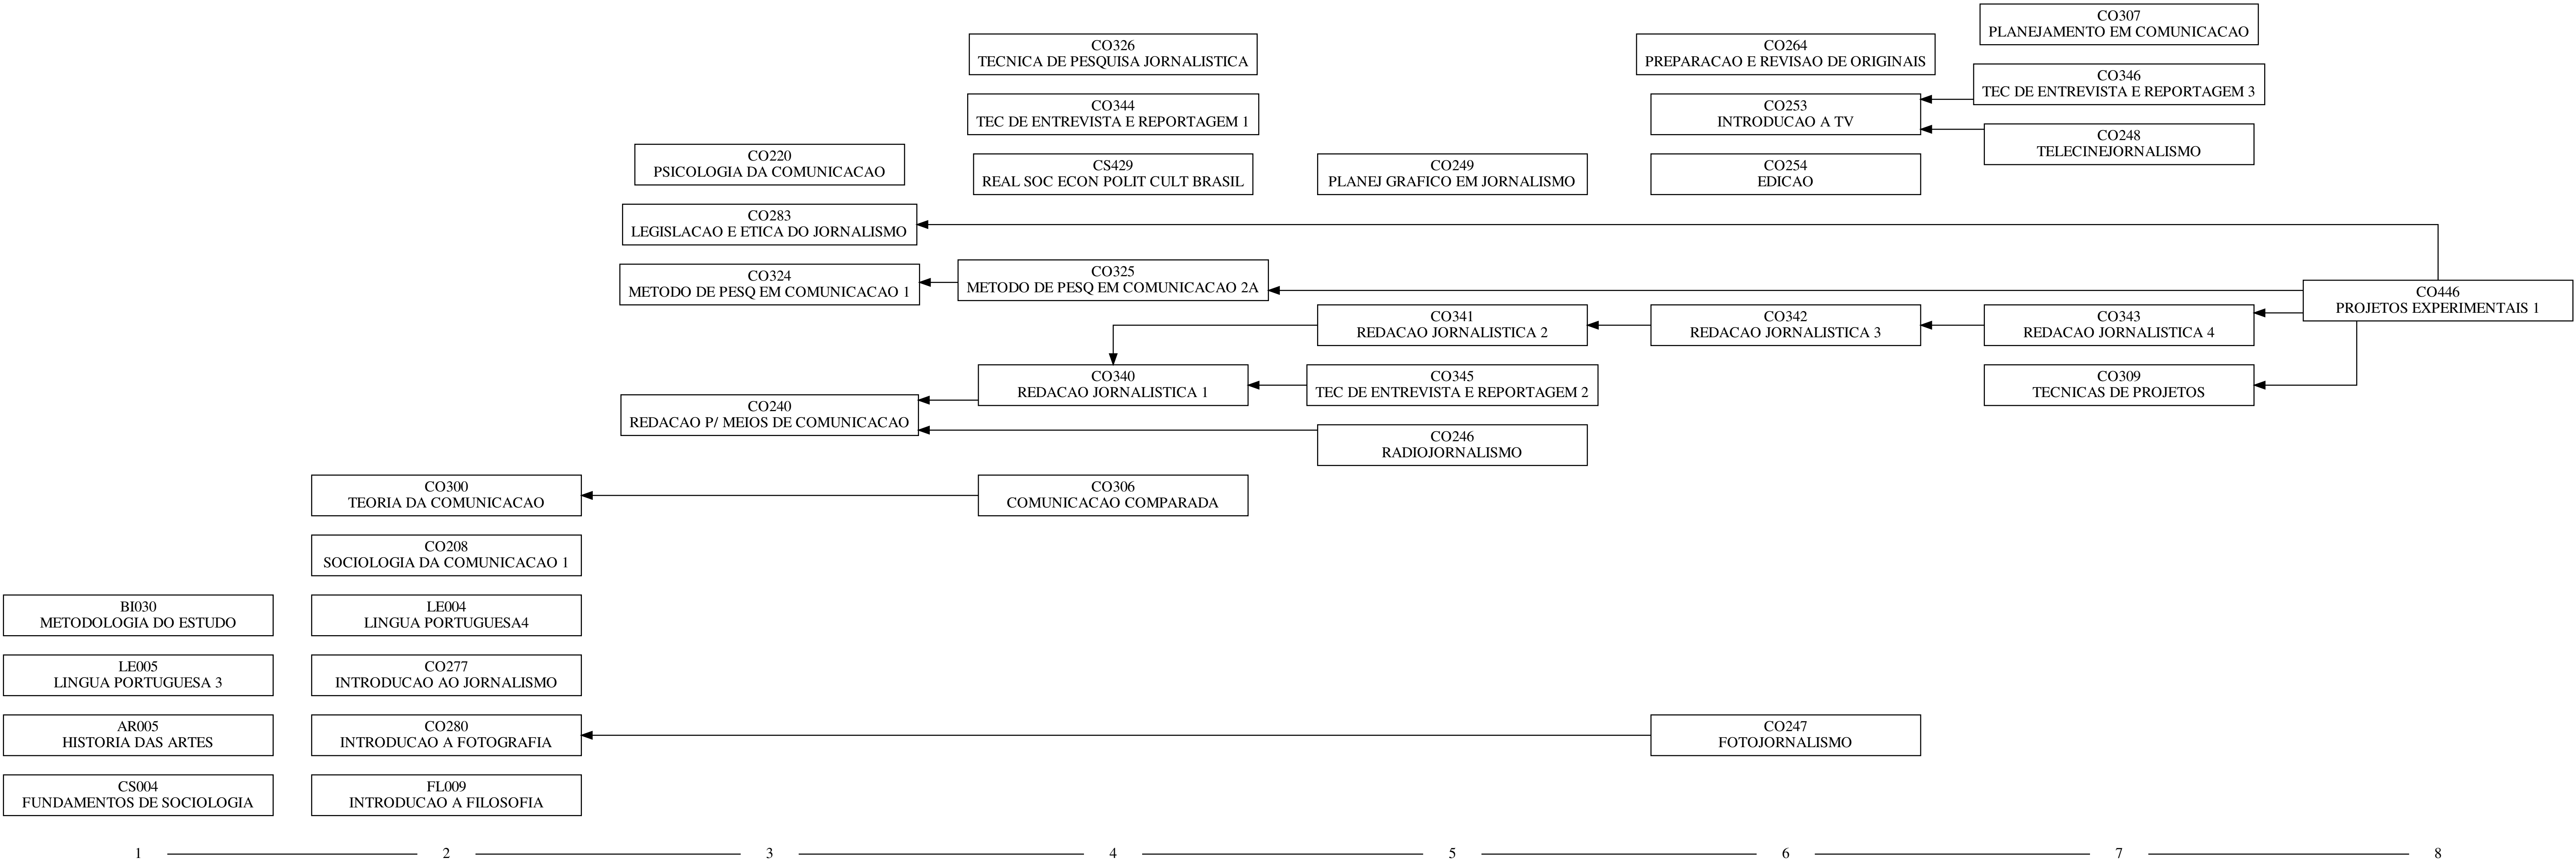 CO307
PLANEJAMENTO EM COMUNICACAO
CO326
TECNICA DE PESQUISA JORNALISTICA
CO264
PREPARACAO E REVISAO DE ORIGINAIS
CO346
TEC DE ENTREVISTA E REPORTAGEM 3
CO344
TEC DE ENTREVISTA E REPORTAGEM 1
CO253
INTRODUCAO A TV
CO248
TELECINEJORNALISMO
CO220
PSICOLOGIA DA COMUNICACAO
CS429
REAL SOC ECON POLIT CULT BRASIL
CO249
PLANEJ GRAFICO EM JORNALISMO
CO254
EDICAO
CO283
LEGISLACAO E ETICA DO JORNALISMO
CO324
METODO DE PESQ EM COMUNICACAO 1
CO325
METODO DE PESQ EM COMUNICACAO 2A
CO446
PROJETOS EXPERIMENTAIS 1
CO341
REDACAO JORNALISTICA 2
CO342
REDACAO JORNALISTICA 3
CO343
REDACAO JORNALISTICA 4
CO340
REDACAO JORNALISTICA 1
CO345
TEC DE ENTREVISTA E REPORTAGEM 2
CO309
TECNICAS DE PROJETOS
CO240
REDACAO P/ MEIOS DE COMUNICACAO
CO246
RADIOJORNALISMO
CO300
TEORIA DA COMUNICACAO
CO306
COMUNICACAO COMPARADA
CO208
SOCIOLOGIA DA COMUNICACAO 1
BI030
METODOLOGIA DO ESTUDO
LE004
LINGUA PORTUGUESA4
LE005
LINGUA PORTUGUESA 3
CO277
INTRODUCAO AO JORNALISMO
AR005
HISTORIA DAS ARTES
CO280
INTRODUCAO A FOTOGRAFIA
CO247
FOTOJORNALISMO
CS004
FUNDAMENTOS DE SOCIOLOGIA
FL009
INTRODUCAO A FILOSOFIA
1 2 3 4 5 6 7 8